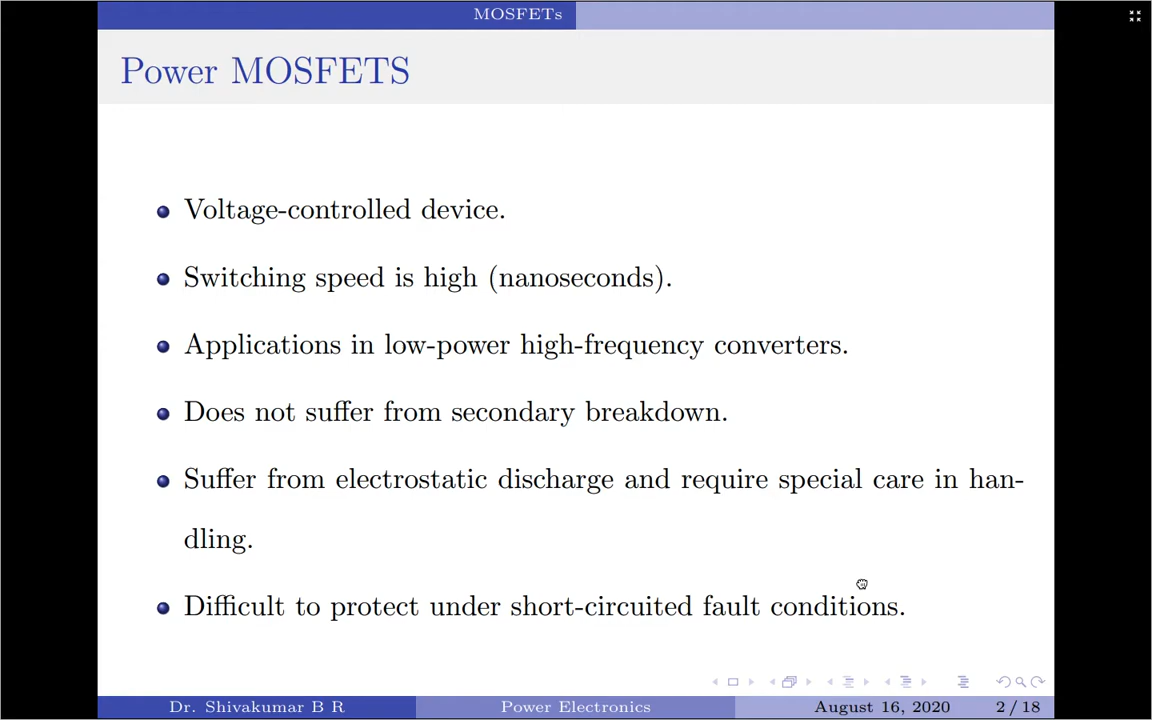 MOSFETs
Power MOSFETS
Voltage-controlled device.
Switching speed is high (nanoseconds).
Applications in low-power high-frequency converters.
Does not suffer from secondary breakdown.
Suffer from electrostatic discharge and require special care in han-
dling.
Difficult to protect under short-circuited fault conditions.
Dr. Shivakumar B R Power Electronics August 16, 2020 2 / 18